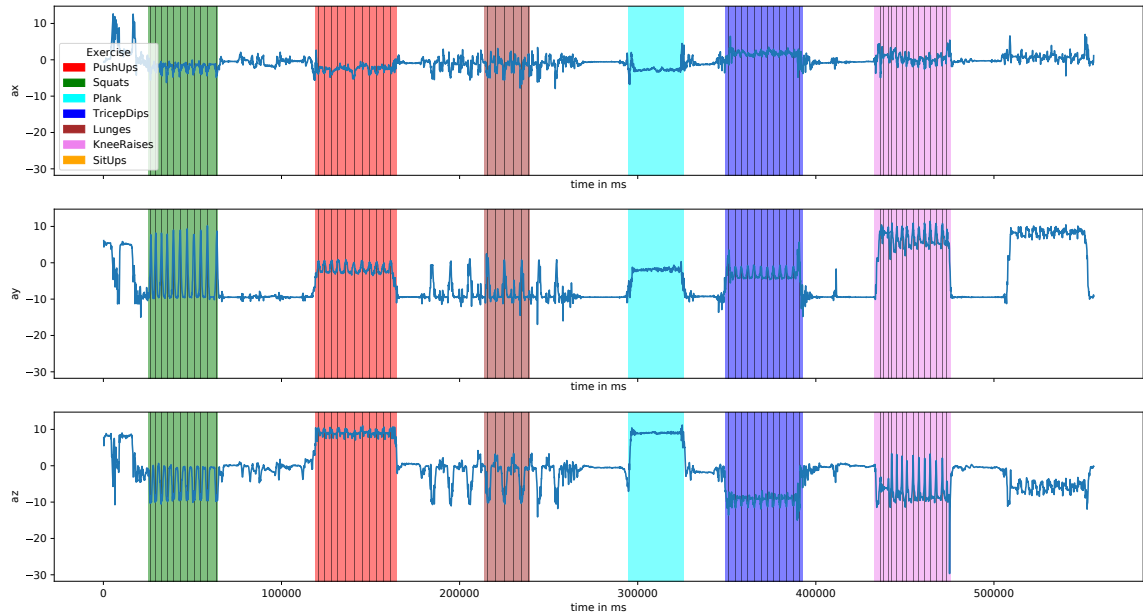 10
0
−10
−20
−30
ax
Exercise
PushUps
Squats
Plank
TricepDips
Lunges
KneeRaises
SitUps
time in ms
10
0
−10
−20
−30
ay
time in ms
10
0
−10
−20
−30
az
0 100000 200000 300000 400000 500000
time in ms